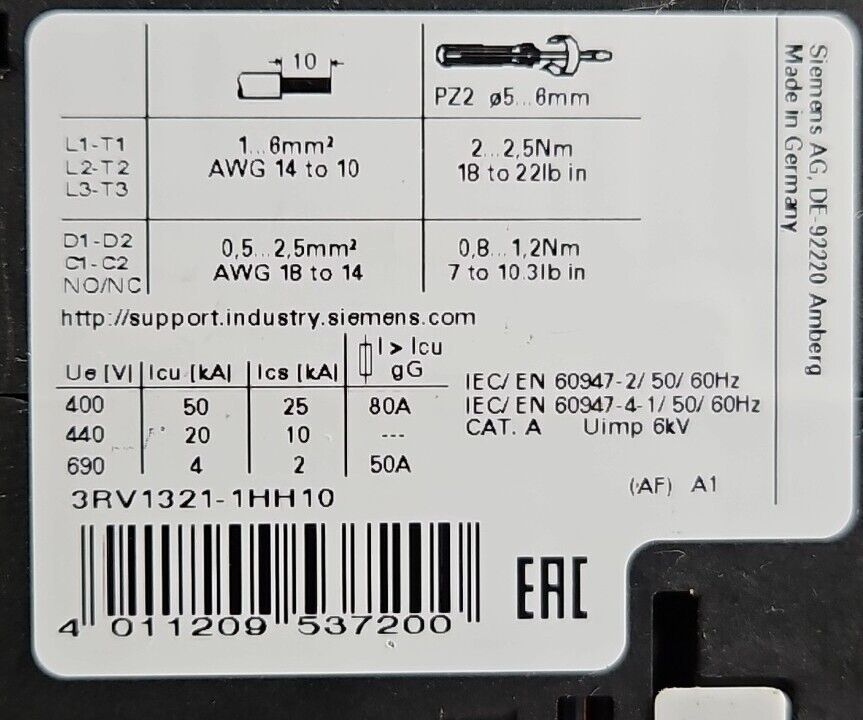 10
PZ2 ø5...6mm
L1-T1
L2-T2
L3-T3
1...6mm²
AWG 14 to 10
2...2,5Nm
18 to 22lb in
D1-D2
C1-C2
NO/NC
0,5...2,5mm²
AWG 18 to 14
0,8...1,2Nm
7 to 10.3lb in
http://support.industry.siemens.com
Ue [V] Icu [kA] Ics [kA] I > Icu gG
400 50 25 80A
440 20 10 ---
690 4 2 50A
IEC/ EN 60947-2/ 50/ 60Hz
IEC/ EN 60947-4-1/ 50/ 60Hz
CAT. A Uimp 6kV
(AF) A1
3RV1321-1HH10
4 011209 537200
EAC
Siemens AG, DE-92220 Amberg
Made in Germany